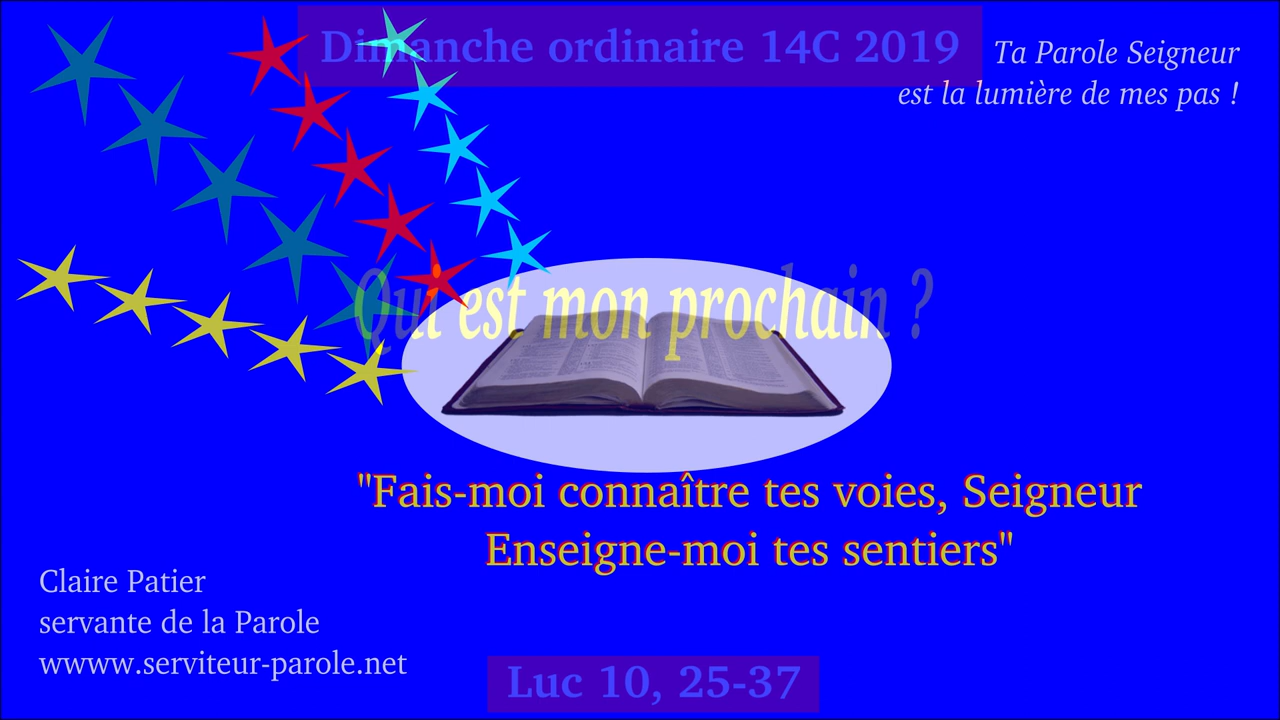 Dimanche ordinaire 14C 2019
Ta Parole Seigneur
est la lumière de mes pas !
Qui est mon prochain ?
"Fais-moi connaître tes voies, Seigneur
Enseigne-moi tes sentiers"
Claire Patier
servante de la Parole
wwww.serviteur-parole.net
Luc 10, 25-37